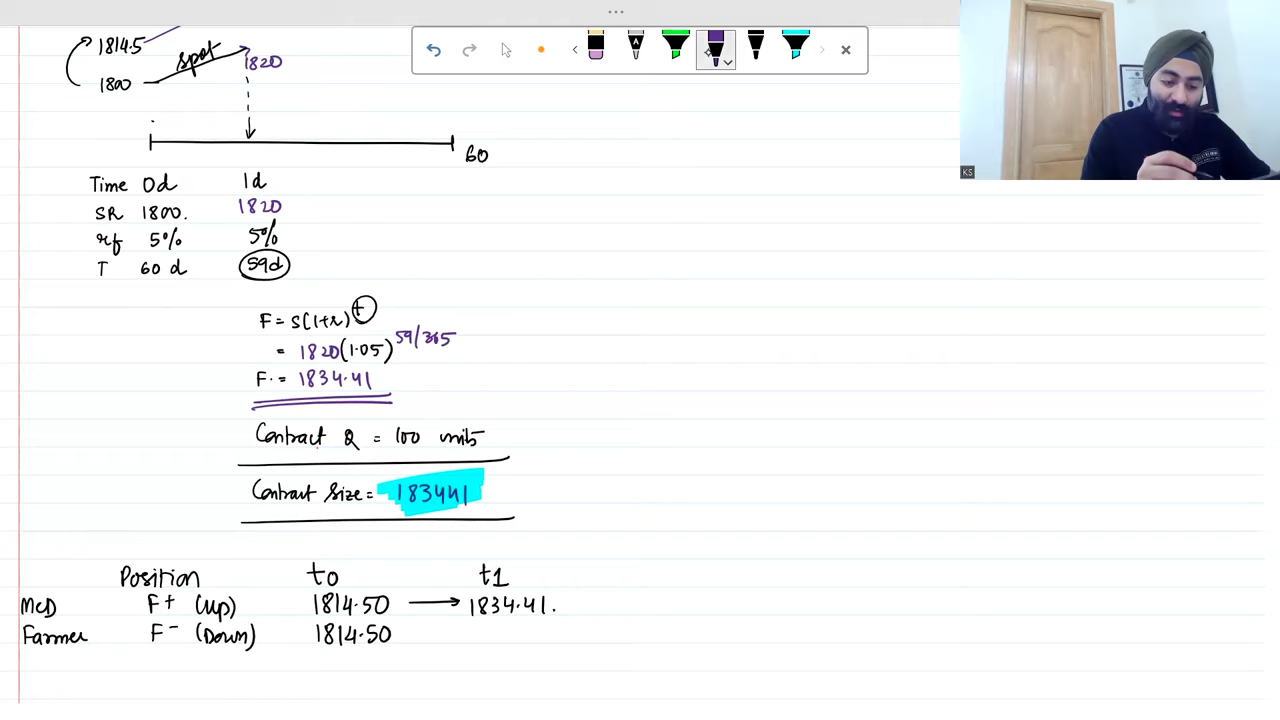 1814.5
spot
1820
1800
60
Time 0d 1d
SR 1800. 1820
rf 5% 5%
T 60 d 59d
F = S(1+r)^t
= 1820(1.05)^59/365
F. = 1834.41
Contract Q = 100 units
Contract Size = 183441
Position t0 t1
McD F+ (Up) 1814.50 → 1834.41.
Farmer F- (Down) 1814.50
KS